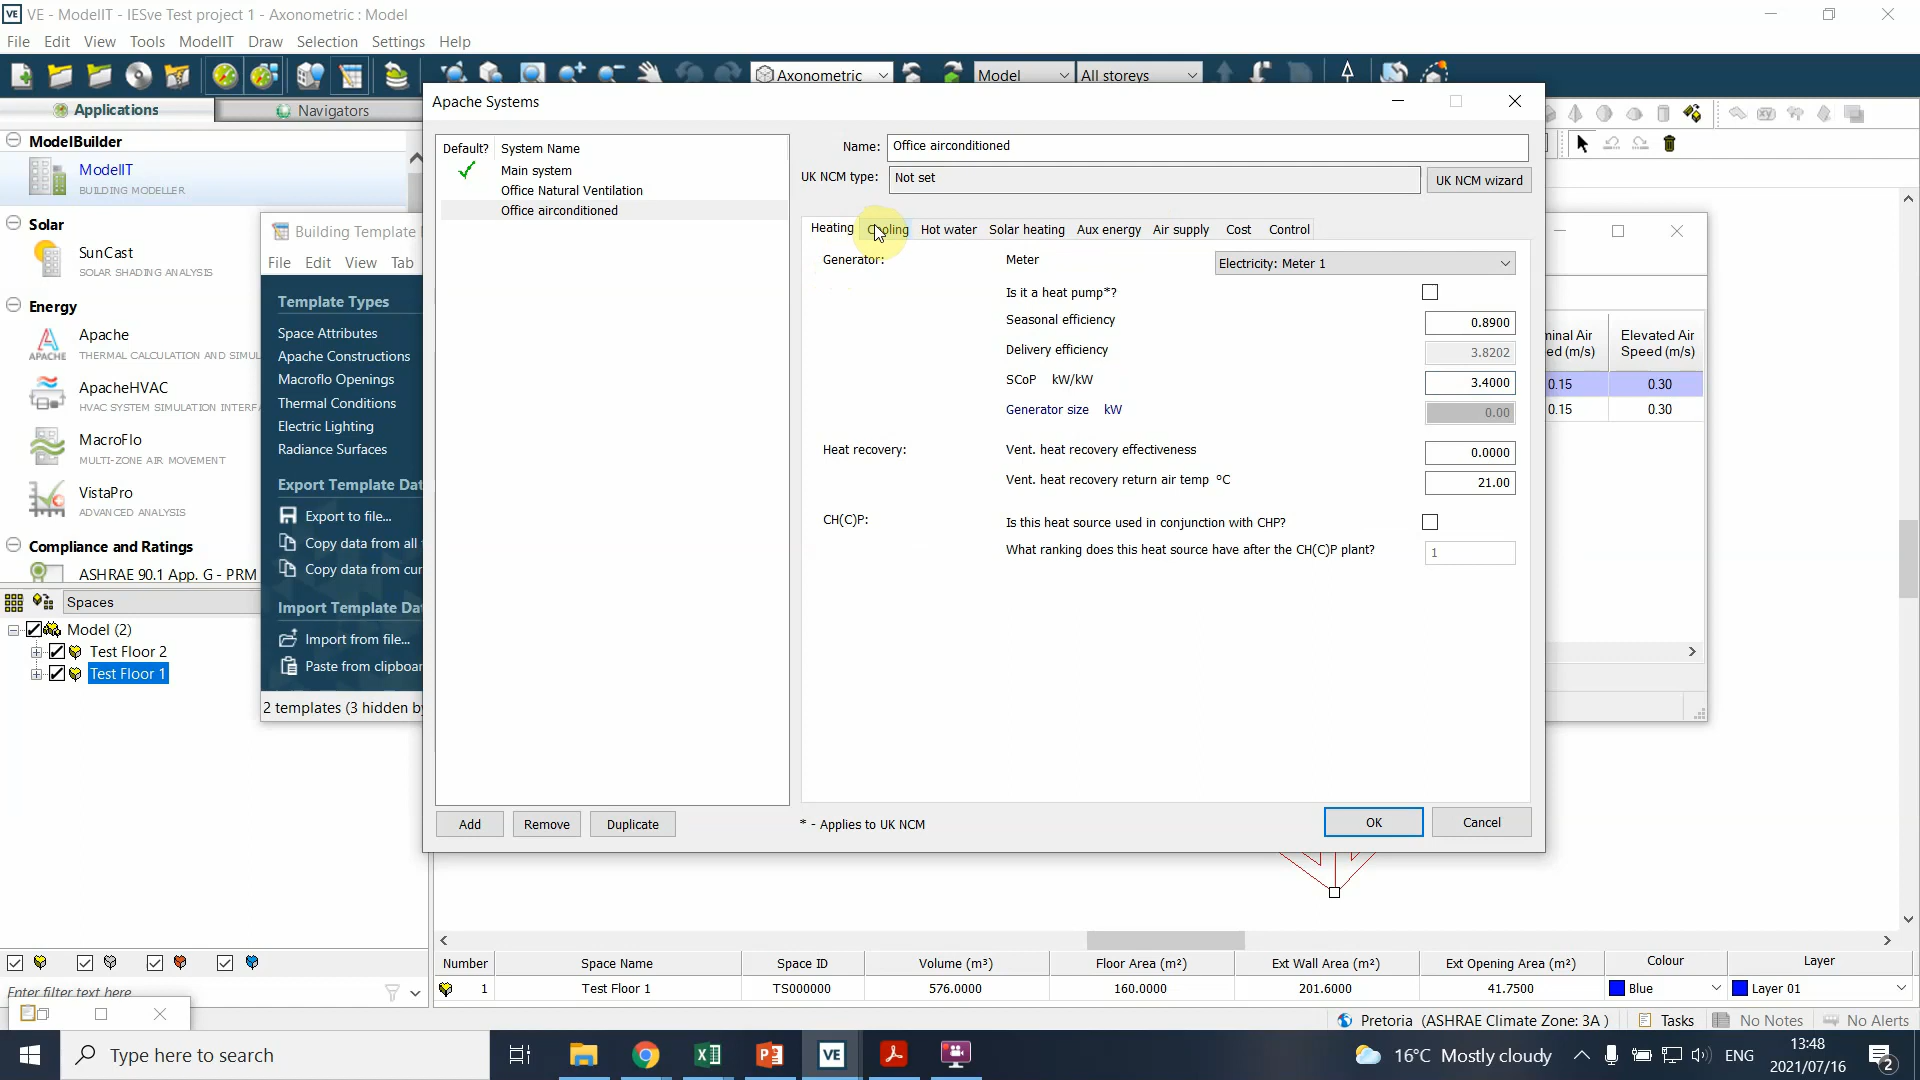 VE - ModelIT - IESve Test project 1 - Axonometric : Model
File Edit View Tools ModelIT Draw Selection Settings Help
Axonometric Model All storeys
Applications Navigators
ModelBuilder
ModelIT
BUILDING MODELLER
Solar
SunCast
SOLAR SHADING ANALYSIS
Energy
Apache
APACHE THERMAL CALCULATION AND SIMU
ApacheHVAC
HVAC SYSTEM SIMULATION INTERFA
MacroFlo
MULTI-ZONE AIR MOVEMENT
VistaPro
ADVANCED ANALYSIS
Compliance and Ratings
ASHRAE 90.1 App. G - PRM
Spaces
Model (2)
Test Floor 2
Test Floor 1
Enter filter text here
Building Template
File Edit View Tab
Template Types
Space Attributes
Apache Constructions
Macroflo Openings
Thermal Conditions
Electric Lighting
Radiance Surfaces
Export Template Dat
Export to file...
Copy data from all
Copy data from cur
Import Template Dat
Import from file...
Paste from clipboar
2 templates (3 hidden by
Apache Systems
Default? System Name
Main system
Office Natural Ventilation
Office airconditioned
Add Remove Duplicate
Name: Office airconditioned
UK NCM type: Not set UK NCM wizard
Heating Cooling Hot water Solar heating Aux energy Air supply Cost Control
Generator: Meter Electricity: Meter 1
Is it a heat pump*?
Seasonal efficiency 0.8900
Delivery efficiency 3.8202
SCoP kW/kW 3.4000
Generator size kW 0.00
Heat recovery: Vent. heat recovery effectiveness 0.0000
Vent. heat recovery return air temp °C 21.00
CH(C)P: Is this heat source used in conjunction with CHP?
What ranking does this heat source have after the CH(C)P plant? 1
* - Applies to UK NCM OK Cancel
minal Air Elevated Air
ed (m/s) Speed (m/s)
0.15 0.30
0.15 0.30
Number Space Name Space ID Volume (m³) Floor Area (m²) Ext Wall Area (m²) Ext Opening Area (m²) Colour Layer
1 Test Floor 1 TS000000 576.0000 160.0000 201.6000 41.7500 Blue Layer 01
Pretoria (ASHRAE Climate Zone: 3A ) Tasks No Notes No Alerts
Type here to search
VE
16°C Mostly cloudy ENG 13:48
2021/07/16
2